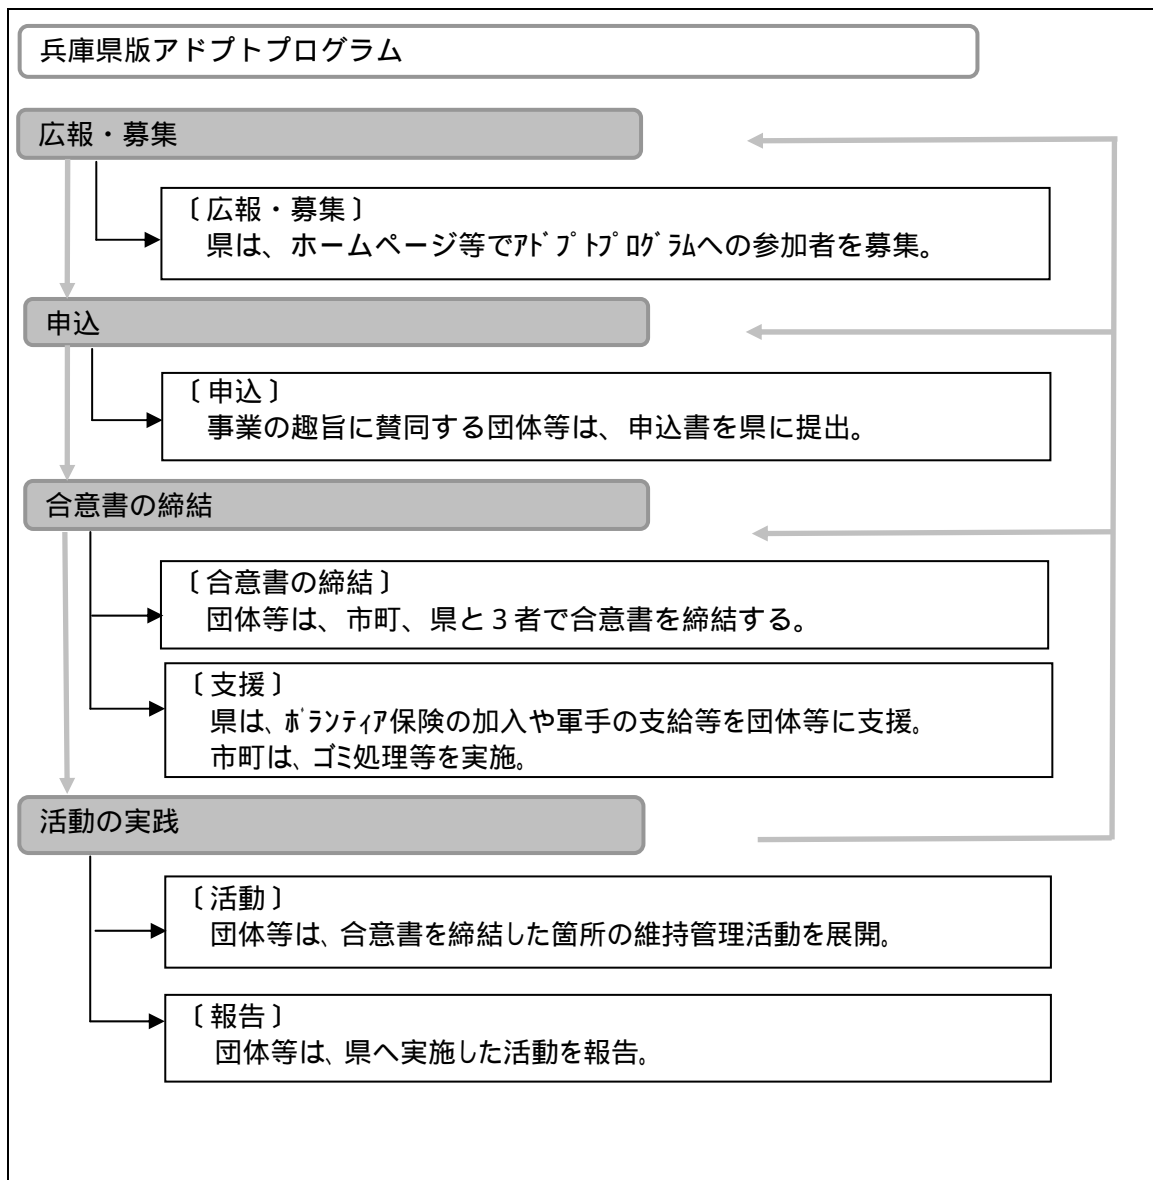 兵庫県版アドプトプログラム
広報・募集
〔広報・募集〕
県は、ホームページ等でｱﾄﾞﾌﾟﾄﾌﾟﾛｸﾞﾗﾑへの参加者を募集。
申込
〔申込〕
事業の趣旨に賛同する団体等は、申込書を県に提出。
合意書の締結
〔合意書の締結〕
団体等は、市町、県と３者で合意書を締結する。
〔支援〕
県は、ﾎﾞﾗﾝﾃｨｱ保険の加入や軍手の支給等を団体等に支援。
市町は、ゴミ処理等を実施。
活動の実践
〔活動〕
団体等は、合意書を締結した箇所の維持管理活動を展開。
〔報告〕
団体等は、県へ実施した活動を報告。